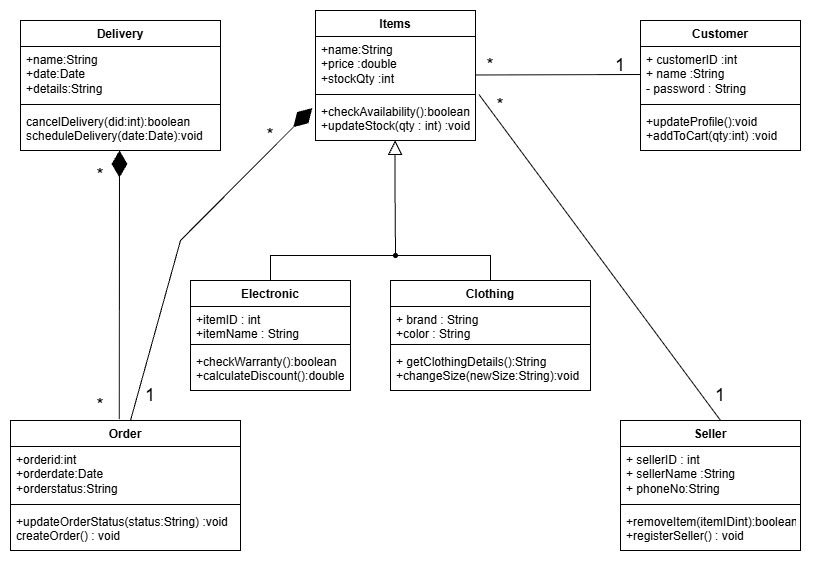 Delivery
+name:String
+date:Date
+details:String
cancelDelivery(did:int):boolean
scheduleDelivery(date:Date):void
*
*
Items
+name:String
+price :double
+stockQty :int
+checkAvailability():boolean
+updateStock(qty : int) :void
*
*
1
*
Customer
+ customerID :int
+ name :String
- password : String
+updateProfile():void
+addToCart(qty:int) :void
Electronic
+itemID : int
+itemName : String
+checkWarranty():boolean
+calculateDiscount():double
Clothing
+ brand : String
+color : String
+ getClothingDetails():String
+changeSize(newSize:String):void
1
1
Order
+orderid:int
+orderdate:Date
+orderstatus:String
+updateOrderStatus(status:String) :void
createOrder() : void
Seller
+ sellerID : int
+ sellerName :String
+ phoneNo:String
+removeItem(itemIDint):boolean
+registerSeller() : void